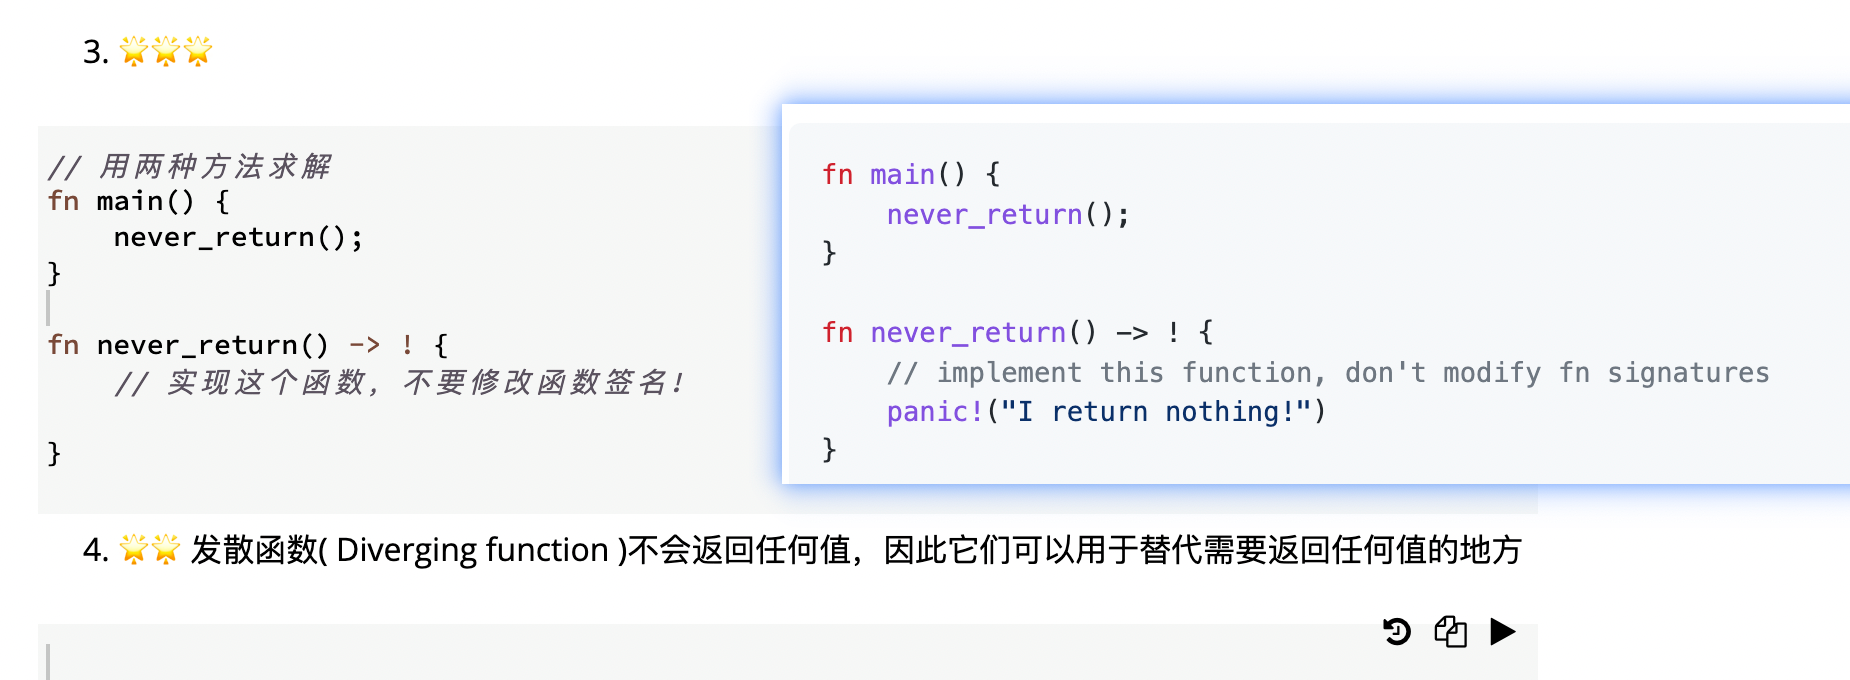 3. 🌟🌟🌟
// 用两种方法求解
fn main() {
    never_return();
}
fn never_return() -> ! {
    // 实现这个函数，不要修改函数签名!
}
fn main() {
    never_return();
}
fn never_return() -> ! {
    // implement this function, don't modify fn signatures
    panic!("I return nothing!")
}
4. 🌟🌟 发散函数( Diverging function )不会返回任何值，因此它们可以用于替代需要返回任何值的地方